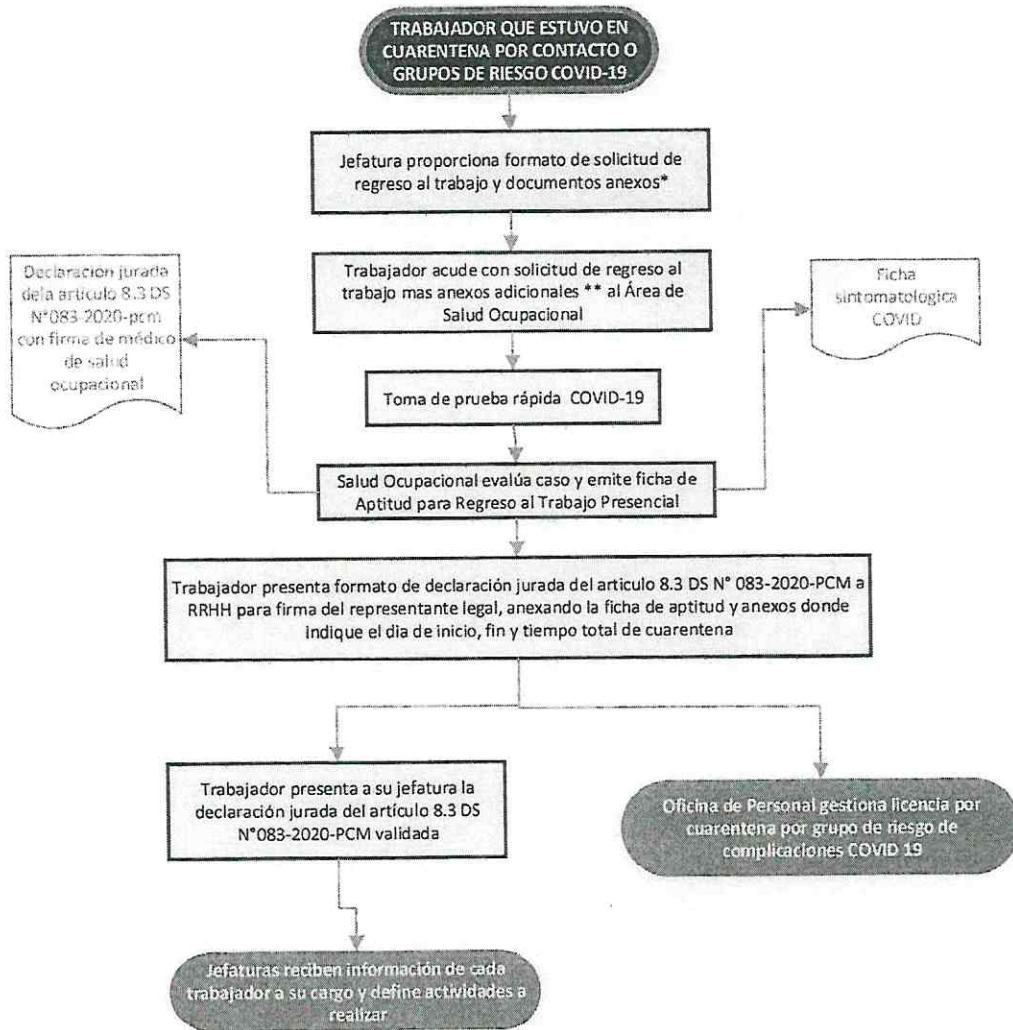 TRABAJADOR QUE ESTUVO EN
CUARENTENA POR CONTACTO O
GRUPOS DE RIESGO COVID-19
Jefatura proporciona formato de solicitud de
regreso al trabajo y documentos anexos*
Trabajador acude con solicitud de regreso al
trabajo mas anexos adicionales ** al Área de
Salud Ocupacional
Declaración jurada
dela artículo 8.3 DS
N°083-2020-pcm
con firma de médico
de salud
ocupacional
Ficha
sintomatologica
COVID
Toma de prueba rápida COVID-19
Salud Ocupacional evalúa caso y emite ficha de
Aptitud para Regreso al Trabajo Presencial
Trabajador presenta formato de declaración jurada del articulo 8.3 DS N° 083-2020-PCM a
RRHH para firma del representante legal, anexando la ficha de aptitud y anexos donde
indique el dia de inicio, fin y tiempo total de cuarentena
Trabajador presenta a su jefatura la
declaración jurada del artículo 8.3 DS
N°083-2020-PCM validada
Oficina de Personal gestiona licencia por
cuarentena por grupo de riesgo de
complicaciones COVID 19
Jefaturas reciben información de cada
trabajador a su cargo y define actividades a
realizar